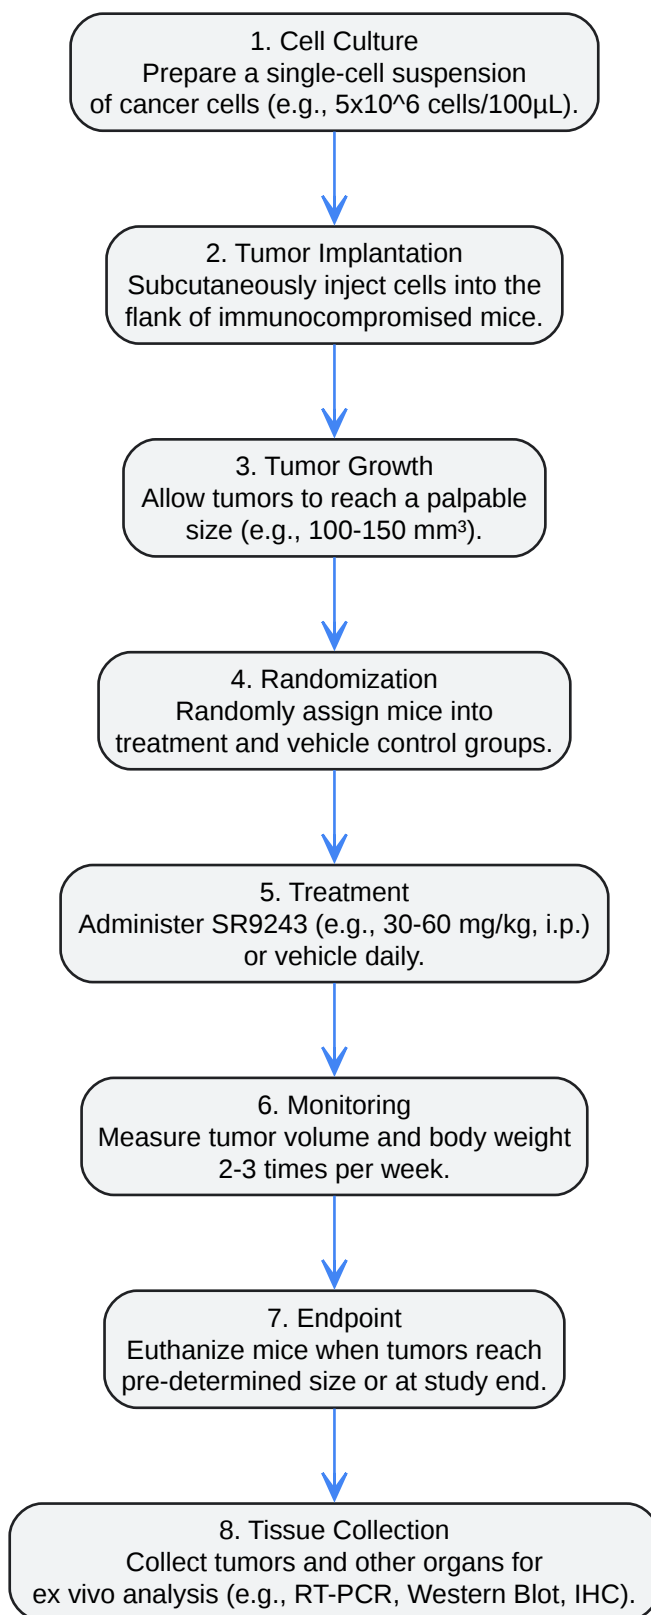 1. Cell Culture
Prepare a single-cell suspension
of cancer cells (e.g., 5x10^6 cells/100µL).
2. Tumor Implantation
Subcutaneously inject cells into the
flank of immunocompromised mice.
3. Tumor Growth
Allow tumors to reach a palpable
size (e.g., 100-150 mm³).
4. Randomization
Randomly assign mice into
treatment and vehicle control groups.
5. Treatment
Administer SR9243 (e.g., 30-60 mg/kg, i.p.)
or vehicle daily.
6. Monitoring
Measure tumor volume and body weight
2-3 times per week.
7. Endpoint
Euthanize mice when tumors reach
pre-determined size or at study end.
8. Tissue Collection
Collect tumors and other organs for
ex vivo analysis (e.g., RT-PCR, Western Blot, IHC).